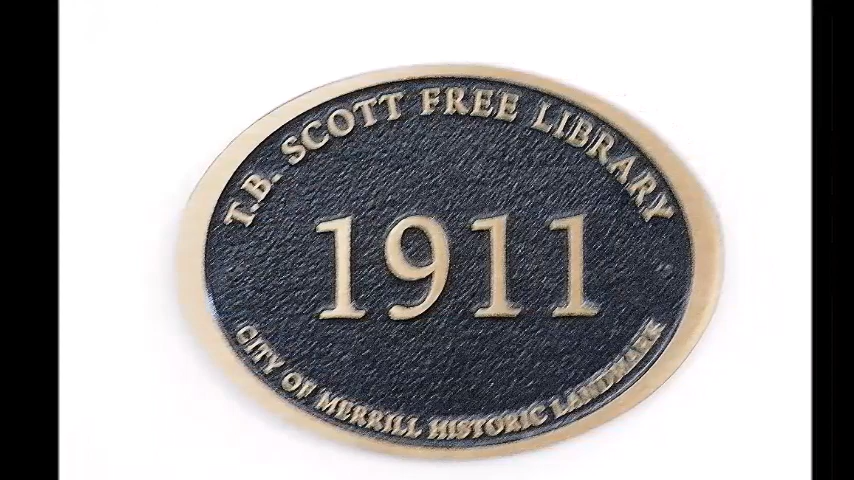 T.B. SCOTT FREE LIBRARY
1911
CITY OF MERRILL HISTORIC LANDMARK